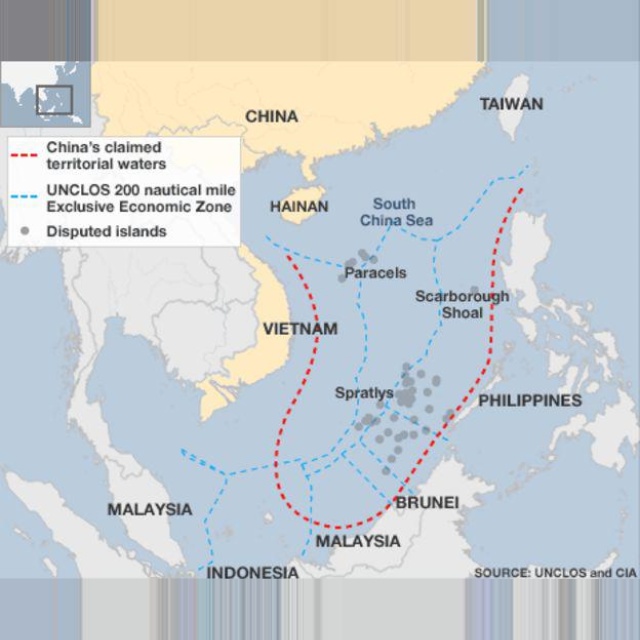 CHINA
TAIWAN
China's claimed
territorial waters
UNCLOS 200 nautical mile
Exclusive Economic Zone
Disputed islands
HAINAN
South
China Sea
Paracels
Scarborough
Shoal
VIETNAM
Spratlys
PHILIPPINES
MALAYSIA
BRUNEI
MALAYSIA
INDONESIA
SOURCE: UNCLOS and CIA